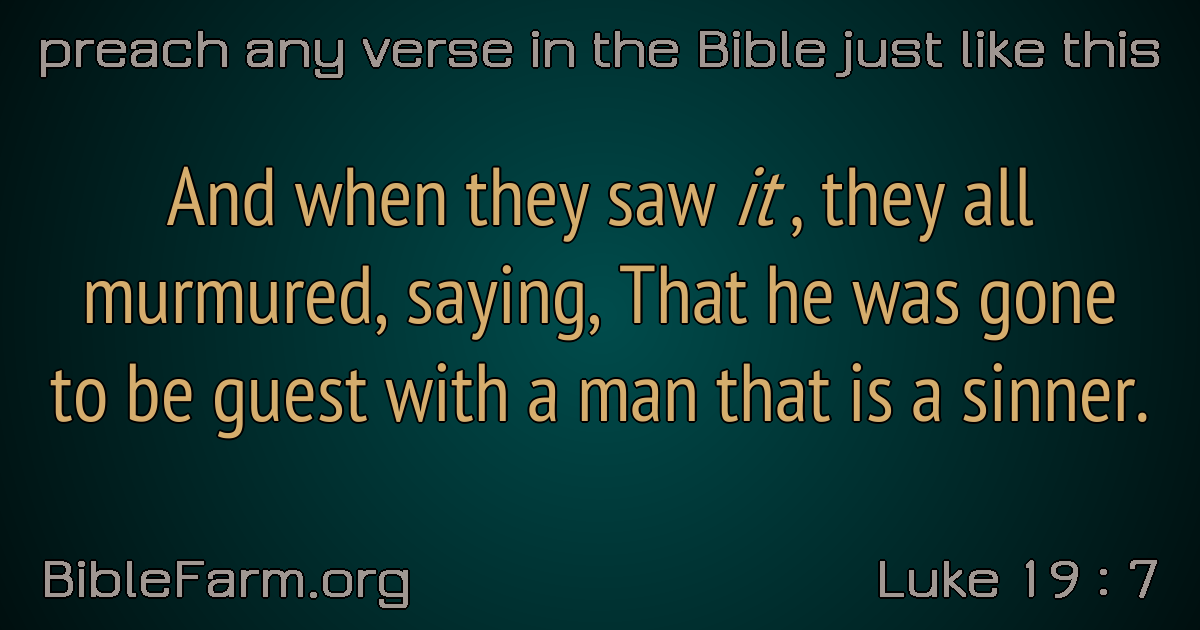 preach any verse in the Bible just like this
And when they saw it , they all
murmured, saying, That he was gone
to be guest with a man that is a sinner.
BibleFarm.org
Luke 19 : 7